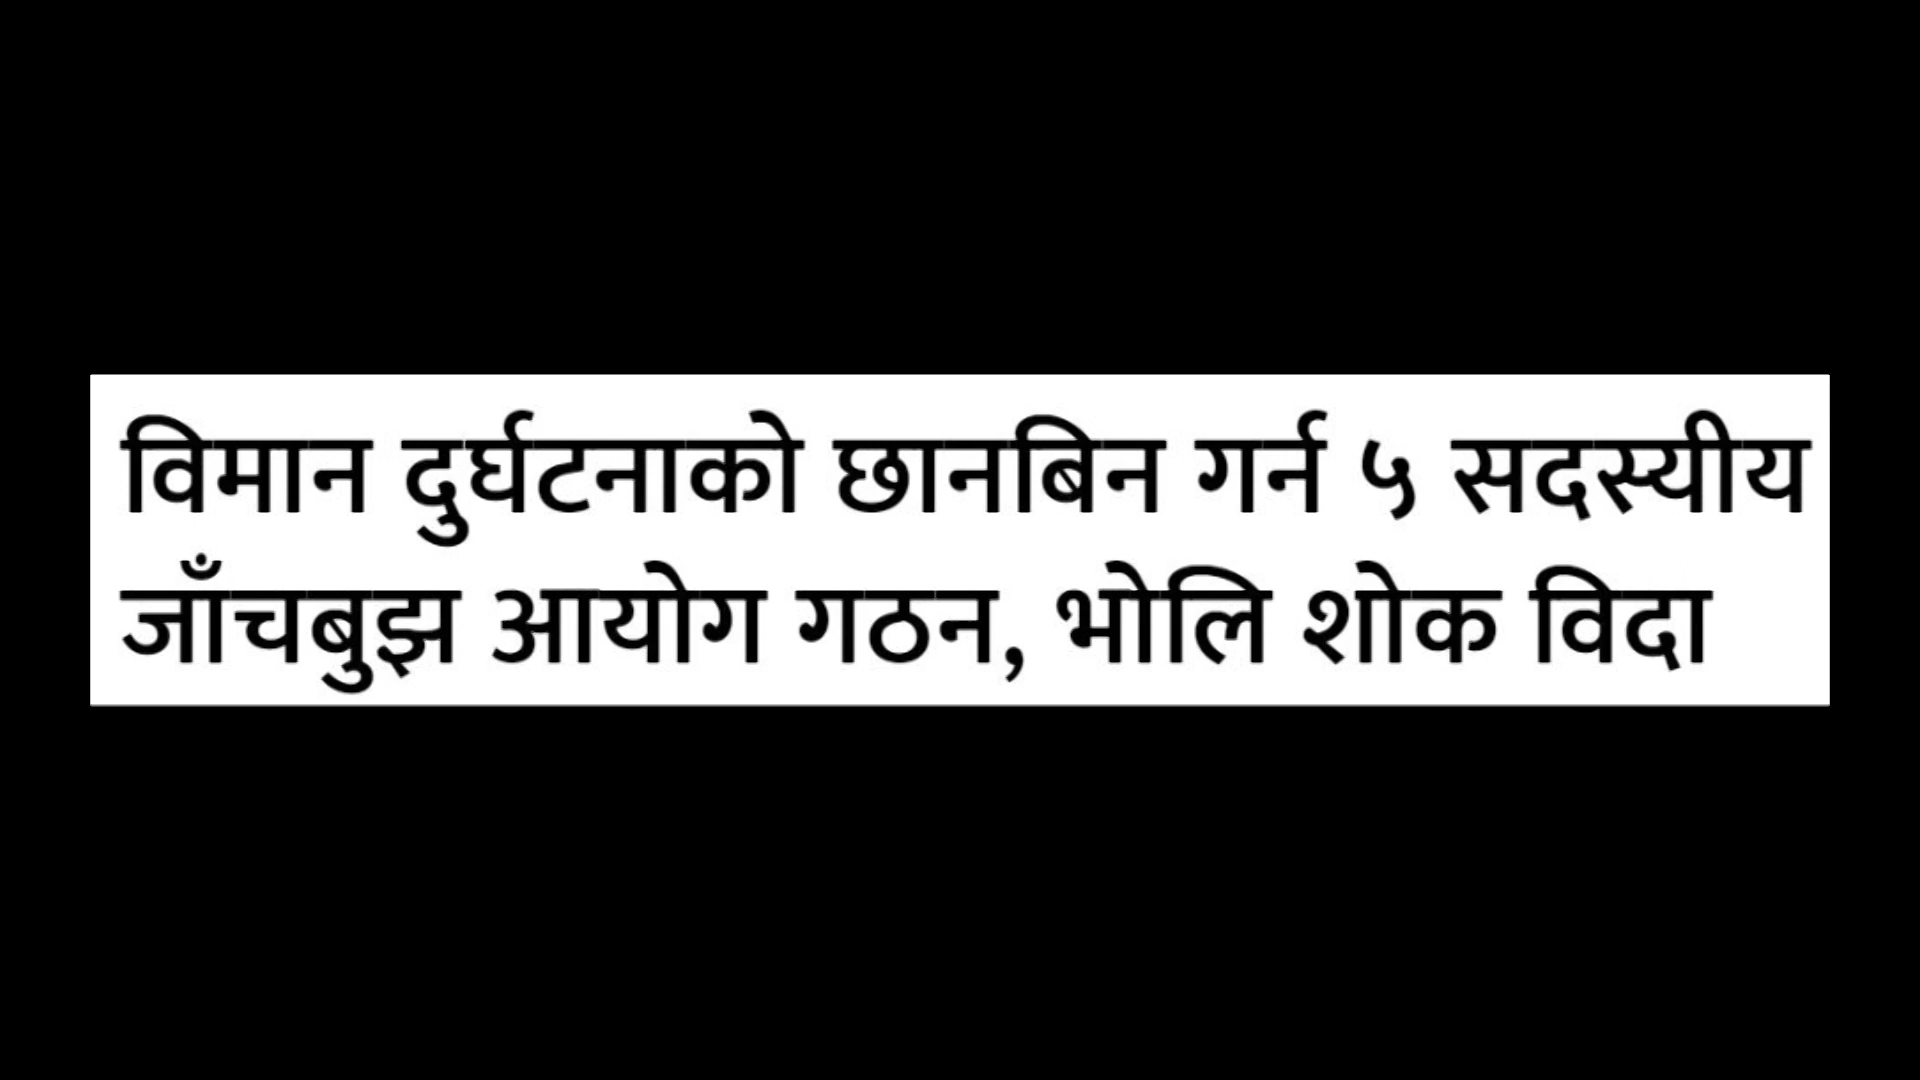 विमान दुर्घटनाको छानबिन गर्न ५ सदस्यीय
जाँचबुझ आयोग गठन, भोलि शोक विदा